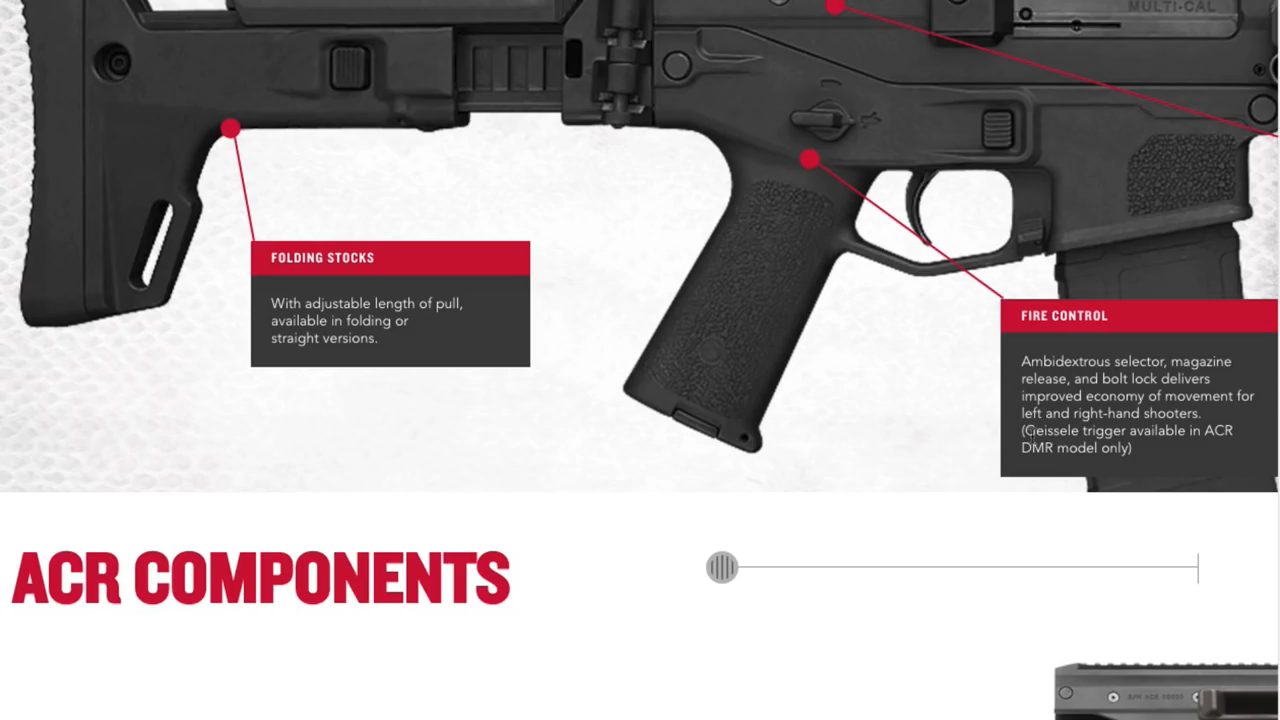 MULTI-CAL
FOLDING STOCKS
With adjustable length of pull,
available in folding or
straight versions.
FIRE CONTROL
Ambidextrous selector, magazine
release, and bolt lock delivers
improved economy of movement for
left and right-hand shooters.
(Geissele trigger available in ACR
DMR model only)
ACR COMPONENTS